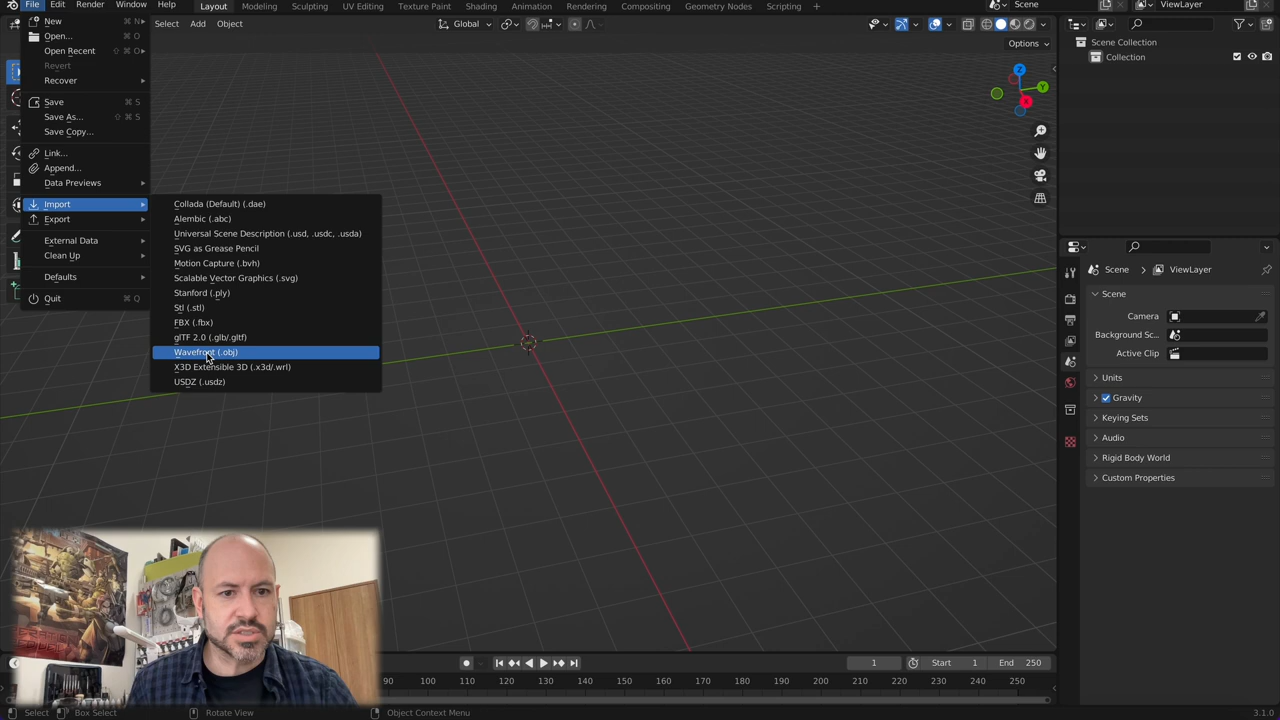 File Edit Render Window Help Layout Modeling Sculpting UV Editing Texture Paint Shading Animation Rendering Compositing Geometry Nodes Scripting Scene ViewLayer
Select Add Object Global
Options
New ⌘ N
Open... ⌘ O
Open Recent ⇧ ⌘ O
Revert
Recover
Save ⌘ S
Save As... ⇧ ⌘ S
Save Copy...
Link...
Append...
Data Previews
Import
Export
External Data
Clean Up
Defaults
Quit ⌘ Q
Collada (Default) (.dae)
Alembic (.abc)
Universal Scene Description (.usd, .usdc, .usda)
SVG as Grease Pencil
Motion Capture (.bvh)
Scalable Vector Graphics (.svg)
Stanford (.ply)
Stl (.stl)
FBX (.fbx)
glTF 2.0 (.glb/.gltf)
Wavefront (.obj)
X3D Extensible 3D (.x3d/.wrl)
USDZ (.usdz)
Z
Y
X
Scene Collection
Collection
Scene ViewLayer
Scene
Camera
Background Sc...
Active Clip
Units
Gravity
Keying Sets
Audio
Rigid Body World
Custom Properties
1 Start 1 End 250
90 100 110 120 130 140 150 160 170 180 190 200 210 220 230 240 250
Select Box Select Rotate View Object Context Menu 3.1.0